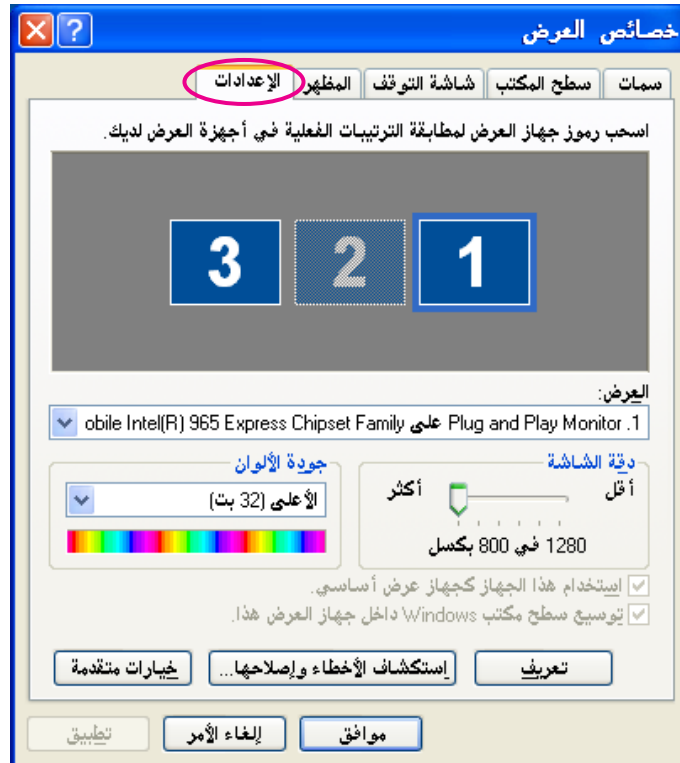 خصائص العرض
سمات سطح المكتب شاشة التوقف المظهر الإعدادات
اسحب رموز جهاز العرض لمطابقة الترتيبات الفعلية في أجهزة العرض لديك.
1 2 3
العرض:
1. Plug and Play Monitor على obile Intel(R) 965 Express Chipset Family
دقة الشاشة
أقل أكثر
1280 في 800 بكسل
جودة الألوان
الأعلى (32 بت)
إستخدام هذا الجهاز كجهاز عرض أساسي.
توسيع سطح مكتب Windows داخل جهاز العرض هذا.
تعريف إستكشاف الأخطاء وإصلاحها... خيارات متقدمة
موافق إلغاء الأمر تطبيق